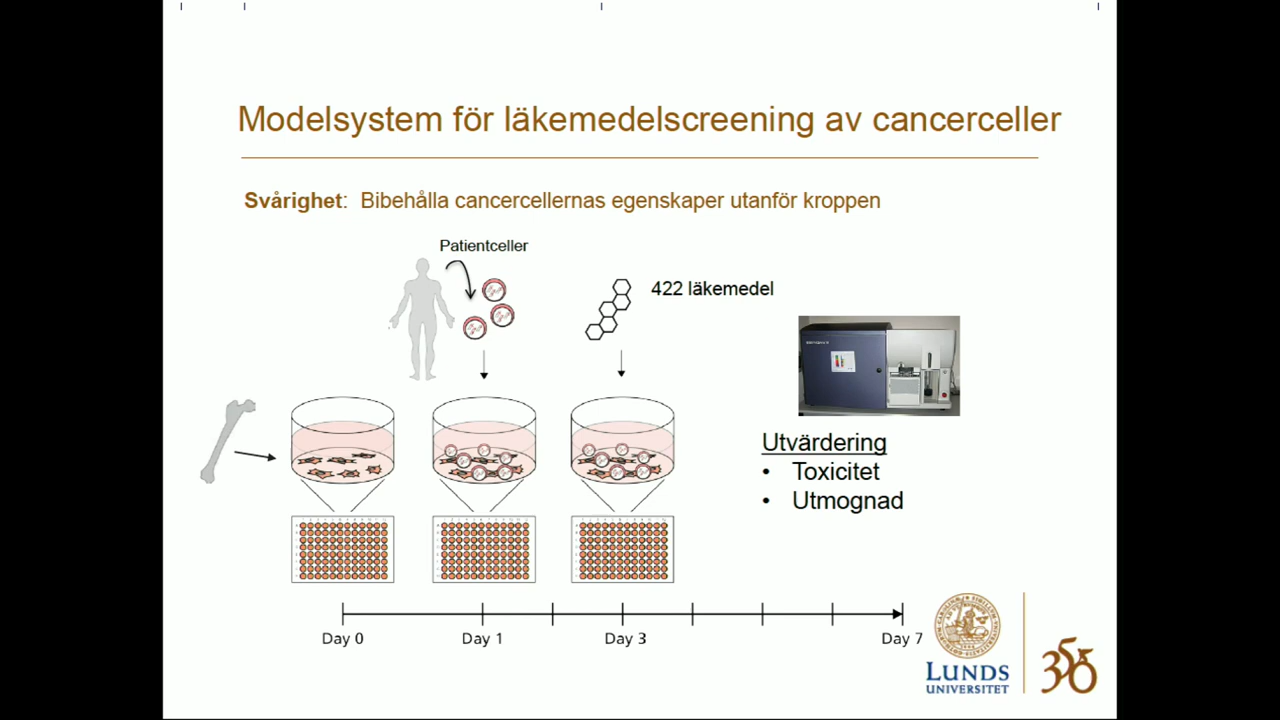 Modelsystem för läkemedelscreening av cancerceller
Svårighet: Bibehålla cancercellernas egenskaper utanför kroppen
Patientceller
422 läkemedel
Utvärdering
• Toxicitet
• Utmognad
Day 0
Day 1
Day 3
Day 7
LUNDS
UNIVERSITET
350